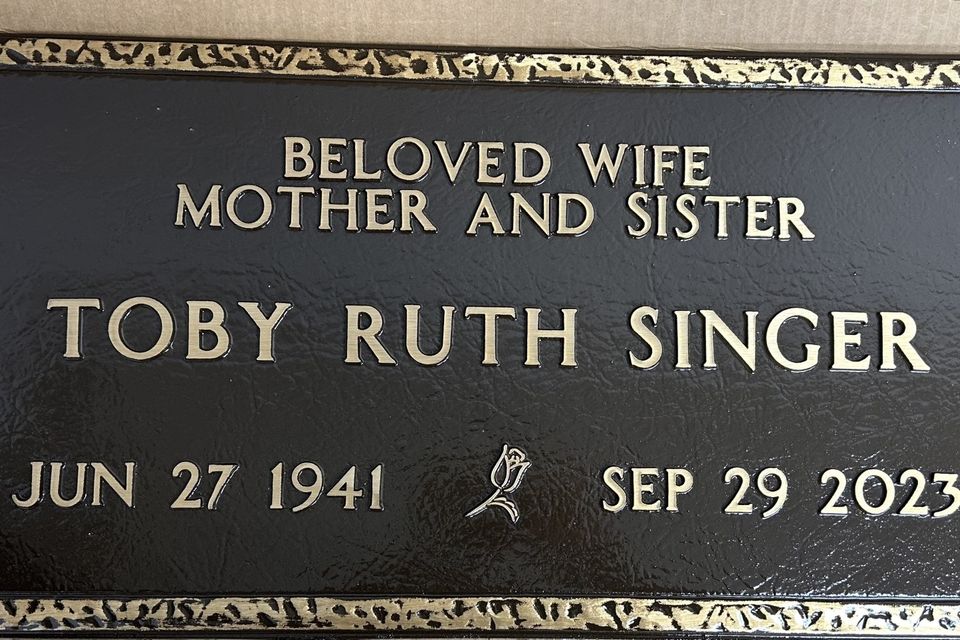 BELOVED WIFE
MOTHER AND SISTER
TOBY RUTH SINGER
JUN 27 1941 SEP 29 2023